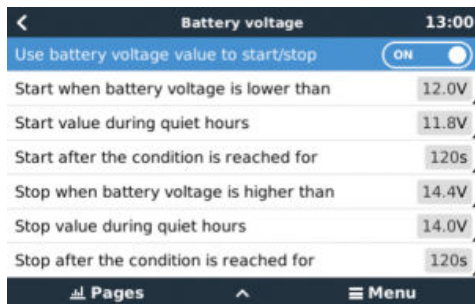 Battery voltage 13:00
Use battery voltage value to start/stop ON
Start when battery voltage is lower than 12.0V
Start value during quiet hours 11.8V
Start after the condition is reached for 120s
Stop when battery voltage is higher than 14.4V
Stop value during quiet hours 14.0V
Stop after the condition is reached for 120s
Pages Menu